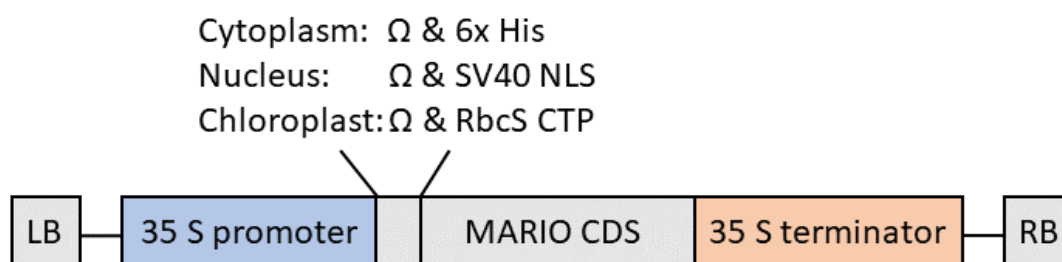 Cytoplasm: Ω & 6x His
Nucleus: Ω & SV40 NLS
Chloroplast: Ω & RbcS CTP
LB 35 S promoter MARIO CDS 35 S terminator RB